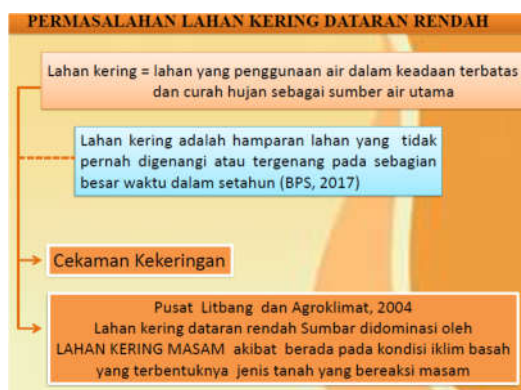 PERMASALAHAN LAHAN KERING DATARAN RENDAH
Lahan kering = lahan yang penggunaan air dalam keadaan terbatas
dan curah hujan sebagai sumber air utama
Lahan kering adalah hamparan lahan yang tidak
pernah digenangi atau tergenang pada sebagian
besar waktu dalam setahun (BPS, 2017)
Cekaman Kekeringan
Pusat Litbang dan Agroklimat, 2004
Lahan kering dataran rendah Sumbar didominasi oleh
LAHAN KERING MASAM akibat berada pada kondisi iklim basah
yang terbentuknya jenis tanah yang bereaksi masam